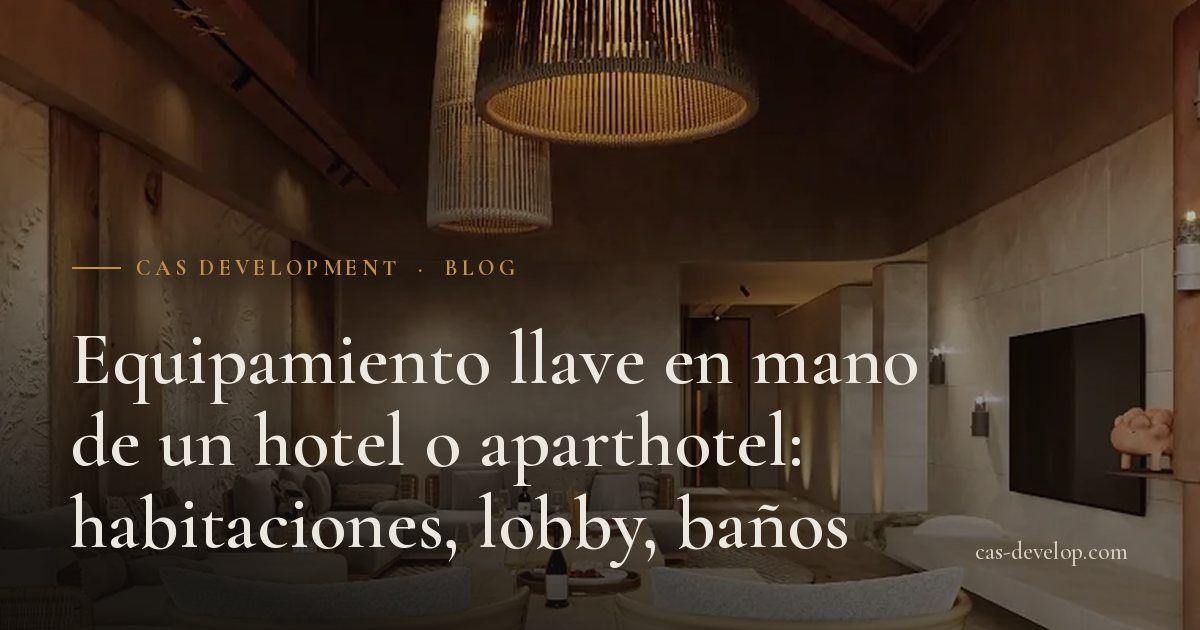 CAS DEVELOPMENT · BLOG
Equipamiento llave en mano
de un hotel o aparthotel:
habitaciones, lobby, baños
cas-develop.com